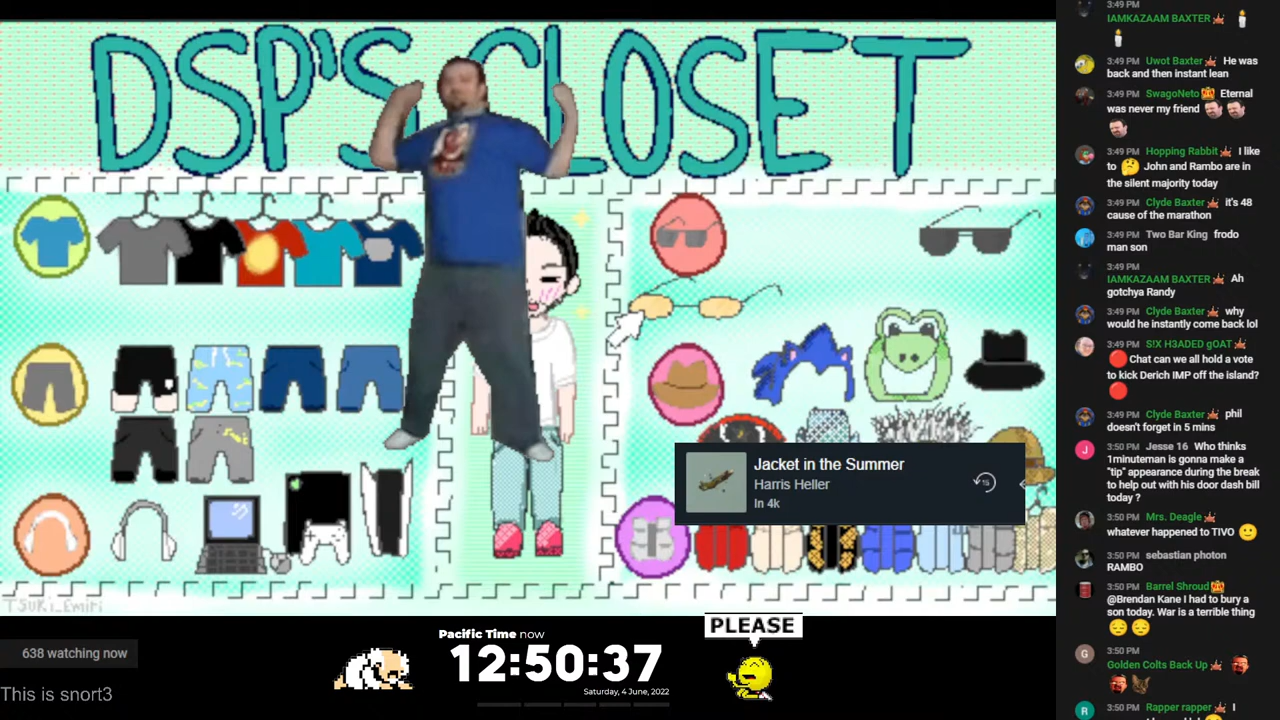 DSP'S CLOSET
TSUKI_EMIRI
Jacket in the Summer
Harris Heller
In 4k
15
PLEASE
Pacific Time now
12:50:37
Saturday, 4 June, 2022
638 watching now
This is snort3
3:49 PM
IAMKAZAAM BAXTER
3:49 PM Uwot Baxter He was
back and then instant lean
3:49 PM SwagoNeto Eternal
was never my friend
3:49 PM Hopping Rabbit I like
to 🤔 John and Rambo are in
the silent majority today
3:49 PM Clyde Baxter it's 48
cause of the marathon
3:49 PM Two Bar King frodo
man son
3:49 PM
IAMKAZAAM BAXTER Ah
gotchya Randy
3:49 PM Clyde Baxter why
would he instantly come back lol
3:49 PM S!X H3ADED gOAT
🔴Chat can we all hold a vote
to kick Derich IMP off the island?
🔴
3:49 PM Clyde Baxter phil
doesn't forget in 5 mins
J
3:50 PM Jesse 16 Who thinks
1minuteman is gonna make a
"tip" appearance during the break
to help out with his door dash bill
today ?
3:50 PM Mrs. Deagle
whatever happened to TIVO 🙂
3:50 PM sebastian photon
RAMBO
3:50 PM Barrel Shroud
@Brendan Kane I had to bury a
son today. War is a terrible thing
😔 😔
G
3:50 PM
Golden Colts Back Up
R
3:50 PM Rapper rapper I